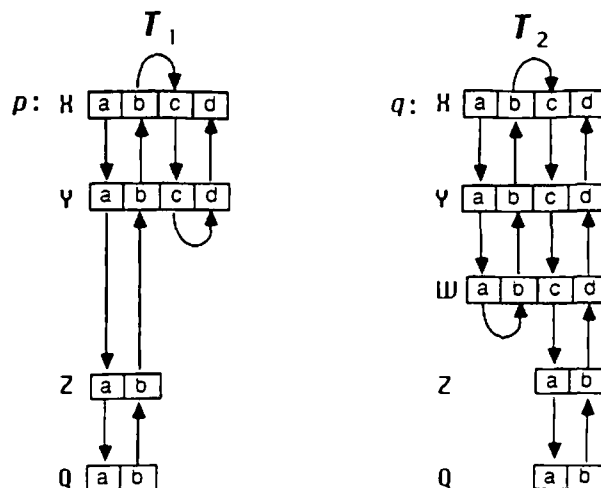 T1 T2
p: X a b c d q: X a b c d
Y a b c d Y a b c d
W a b c d
Z a b Z a b
Q a b Q a b